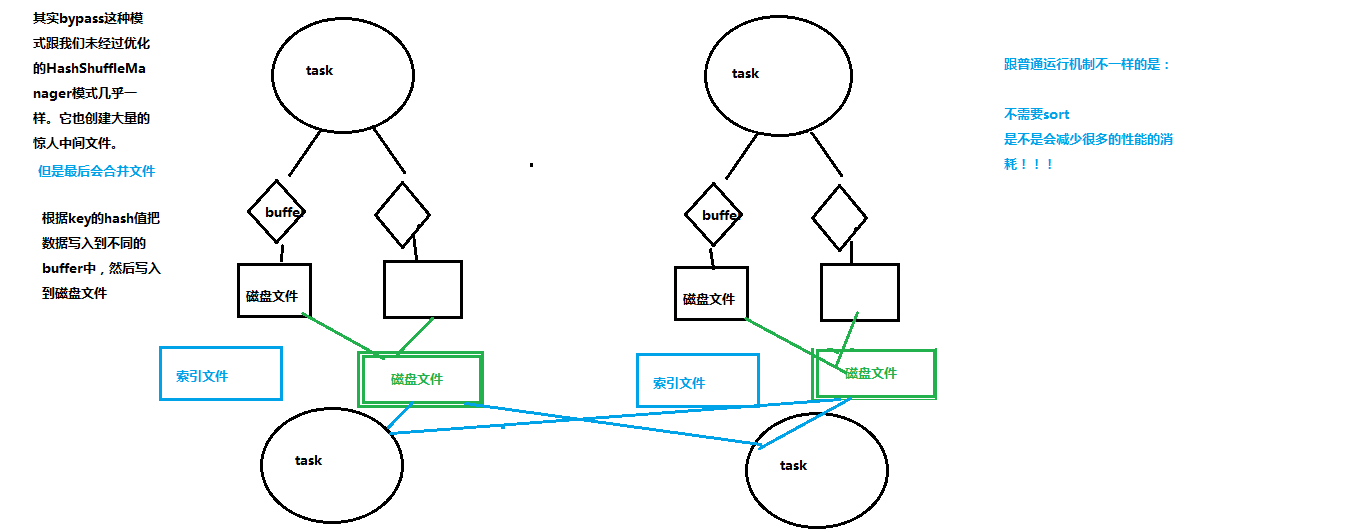 其实bypass这种模
式跟我们未经过优化
的HashShuffleMa
nager模式几乎一
样。它也创建大量的
惊人中间文件。
但是最后会合并文件
根据key的hash值把
数据写入到不同的
buffer中，然后写入
到磁盘文件
task
task
跟普通运行机制不一样的是：
不需要sort
是不是会减少很多的性能的消
耗！！！
buffe
buffe
磁盘文件
磁盘文件
索引文件
磁盘文件
索引文件
磁盘文件
task
task